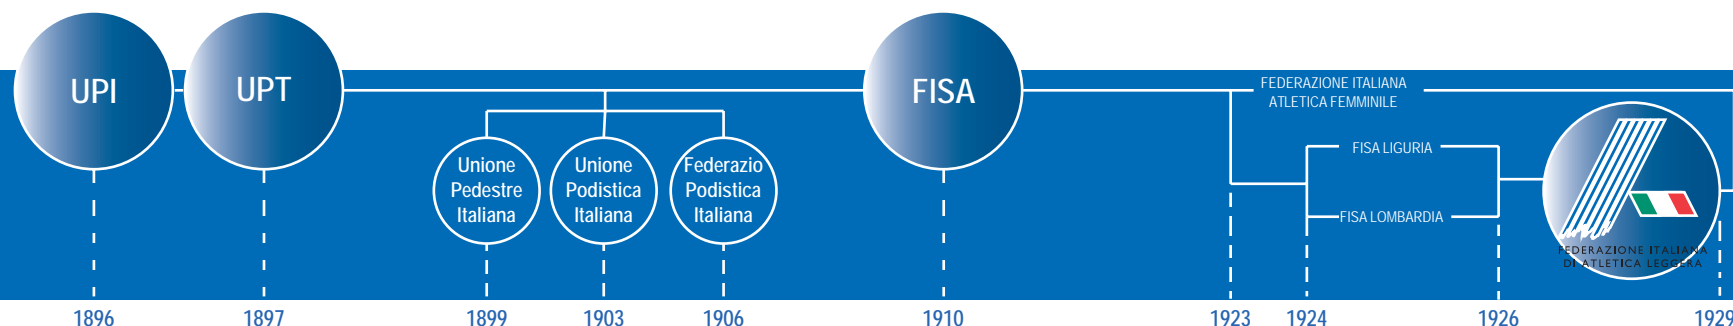 UPI
UPT
FISA
FEDERAZIONE ITALIANA
ATLETICA FEMMINILE
Unione
Pedestre
Italiana
Unione
Podistica
Italiana
Federazio
Podistica
Italiana
FISA LIGURIA
FISA LOMBARDIA
FEDERAZIONE ITALIANA
DI ATLETICA LEGGERA
1896
1897
1899
1903
1906
1910
1923
1924
1926
1929